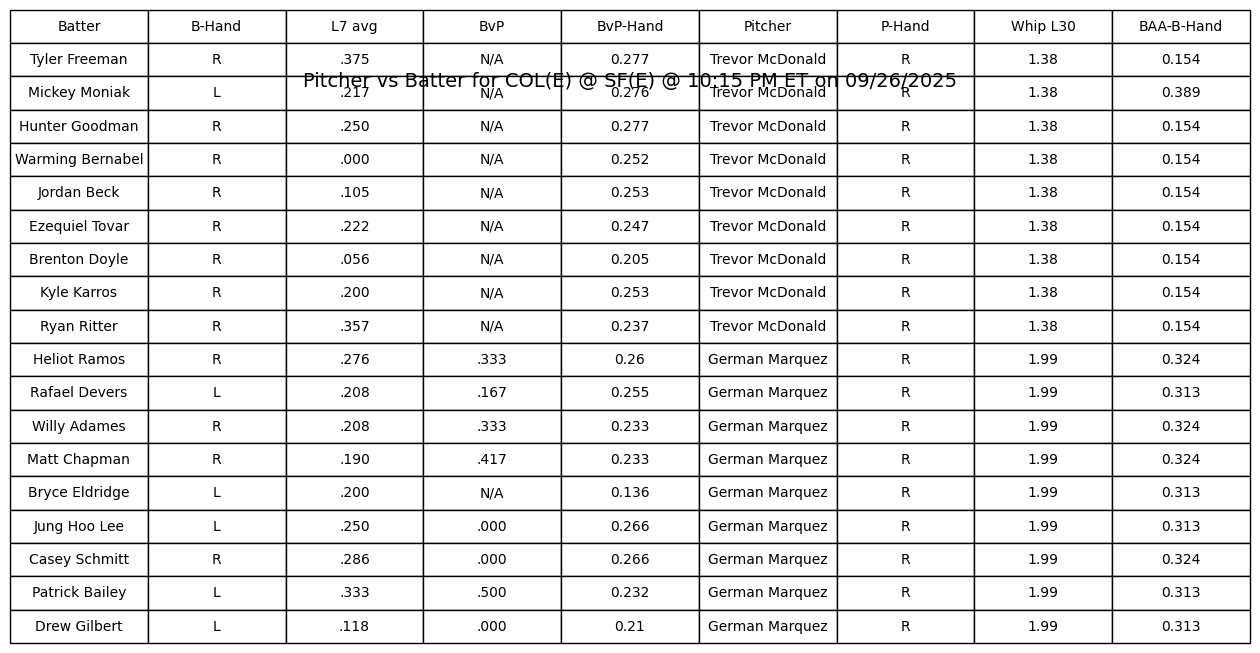 Batter B-Hand L7 avg BvP BvP-Hand Pitcher P-Hand Whip L30 BAA-B-Hand
Tyler Freeman R .375 N/A 0.277 Trevor McDonald R 1.38 0.154
Pitcher vs Batter for COL(E) @ SF(E) @ 10:15 PM ET on 09/26/2025
Mickey Moniak L .217 N/A 0.276 Trevor McDonald R 1.38 0.389
Hunter Goodman R .250 N/A 0.277 Trevor McDonald R 1.38 0.154
Warming Bernabel R .000 N/A 0.252 Trevor McDonald R 1.38 0.154
Jordan Beck R .105 N/A 0.253 Trevor McDonald R 1.38 0.154
Ezequiel Tovar R .222 N/A 0.247 Trevor McDonald R 1.38 0.154
Brenton Doyle R .056 N/A 0.205 Trevor McDonald R 1.38 0.154
Kyle Karros R .200 N/A 0.253 Trevor McDonald R 1.38 0.154
Ryan Ritter R .357 N/A 0.237 Trevor McDonald R 1.38 0.154
Heliot Ramos R .276 .333 0.26 German Marquez R 1.99 0.324
Rafael Devers L .208 .167 0.255 German Marquez R 1.99 0.313
Willy Adames R .208 .333 0.233 German Marquez R 1.99 0.324
Matt Chapman R .190 .417 0.233 German Marquez R 1.99 0.324
Bryce Eldridge L .200 N/A 0.136 German Marquez R 1.99 0.313
Jung Hoo Lee L .250 .000 0.266 German Marquez R 1.99 0.313
Casey Schmitt R .286 .000 0.266 German Marquez R 1.99 0.324
Patrick Bailey L .333 .500 0.232 German Marquez R 1.99 0.313
Drew Gilbert L .118 .000 0.21 German Marquez R 1.99 0.313